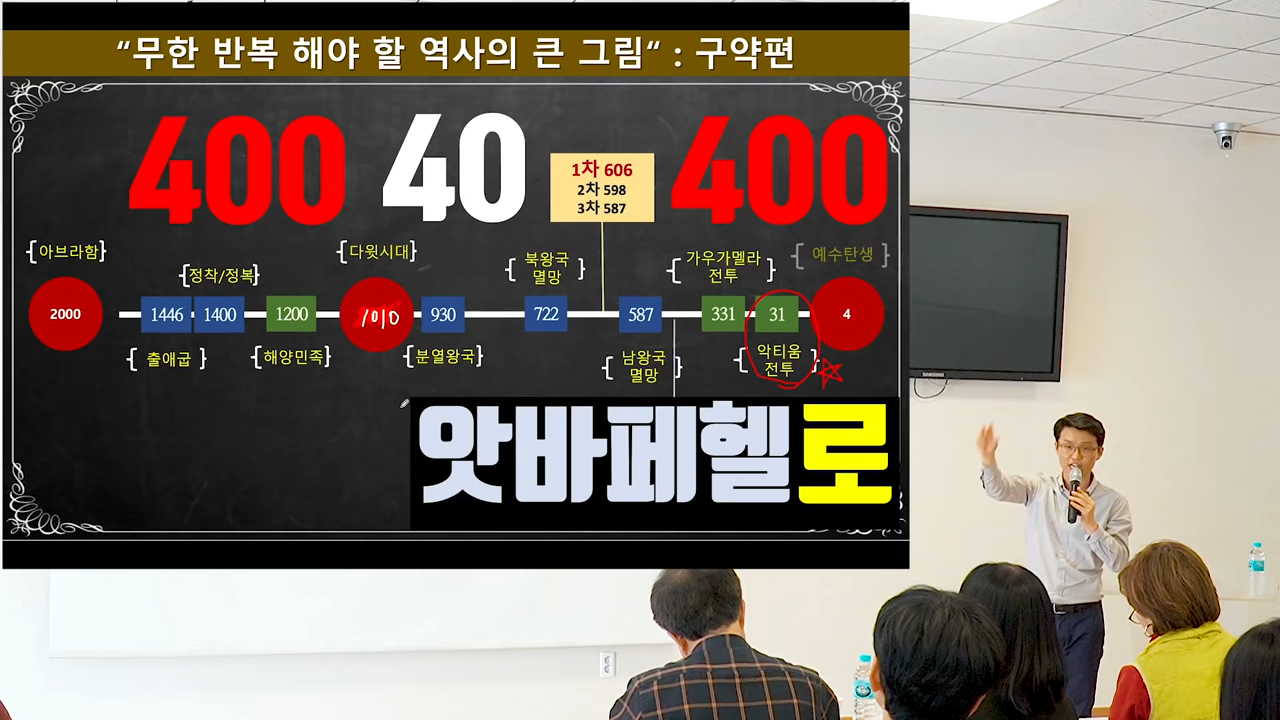 “무한 반복 해야 할 역사의 큰 그림“ : 구약편
400 40 400
1차 606
2차 598
3차 587
{아브라함}
{정착/정복}
{다윗시대}
{북왕국
멸망}
{가우가멜라
전투}
{예수탄생}
2000
1446
1400
1200
1010
930
722
587
331
31
4
{출애굽}
{해양민족}
{분열왕국}
{남왕국
멸망}
{악티움
전투}
앗바페헬로
SAMSUNG